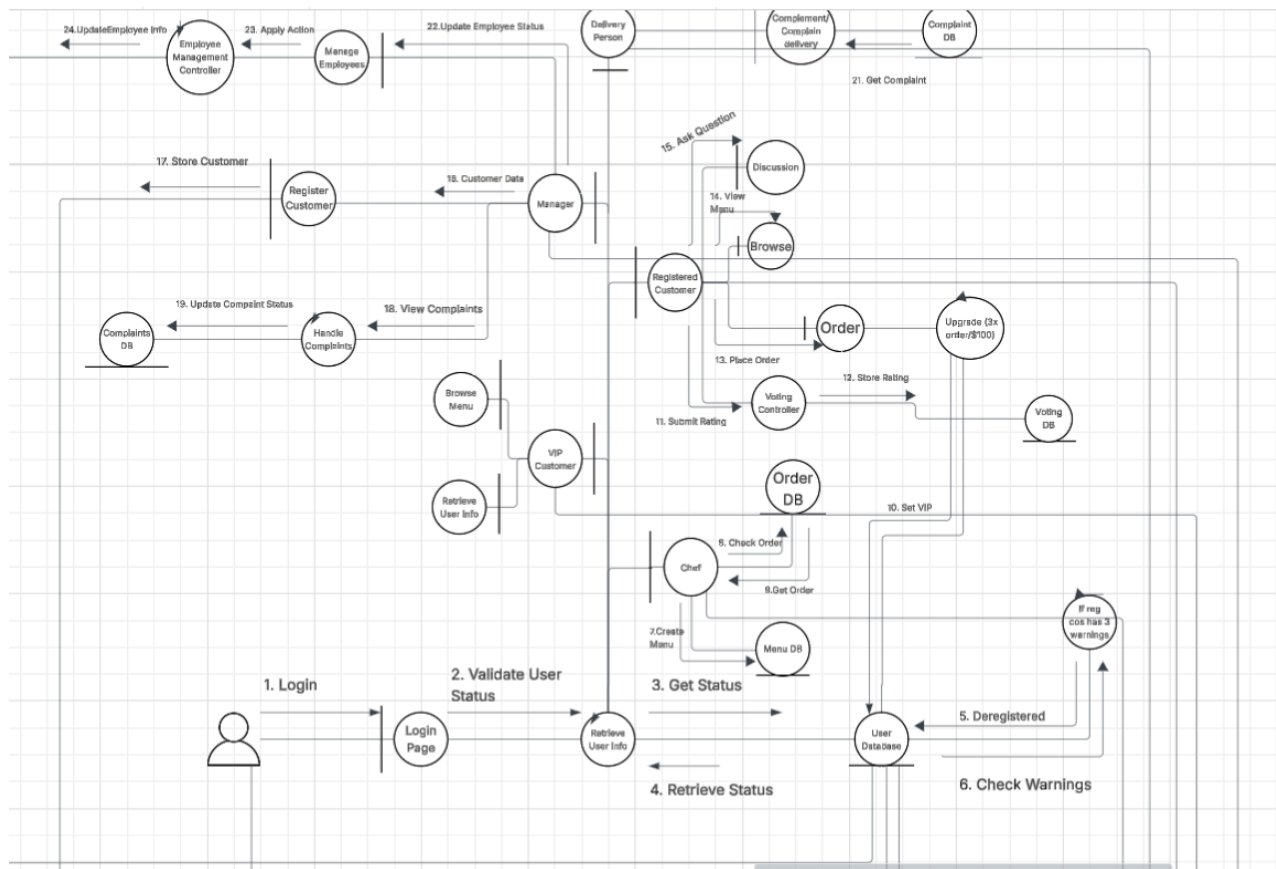 24.UpdateEmployee Info
23. Apply Action
22.Update Employee Status
Employee
Management
Controller
Manage
Employees
Delivery
Person
Complement/
Complain
delivery
Complaint
DB
21. Get Complaint
15. Ask Question
Discussion
17. Store Customer
Register
Customer
16. Customer Data
Manager
14. View
Menu
Browse
Registered
Customer
19. Update Compaint Status
18. View Complaints
Complaints
DB
Handle
Complaints
Order
Upgrade (3x
order/$100)
13. Place Order
12. Store Rating
Browse
Menu
Voting
Controller
11. Submit Rating
Voting
DB
VIP
Customer
Retrieve
User Info
Order
DB
10. Set VIP
8. Check Order
Chef
9.Get Order
7.Create
Menu
Menu DB
If reg
cos has 3
warnings
1. Login
2. Validate User
Status
3. Get Status
Login
Page
Retrieve
User Info
User
Database
5. Deregistered
4. Retrieve Status
6. Check Warnings